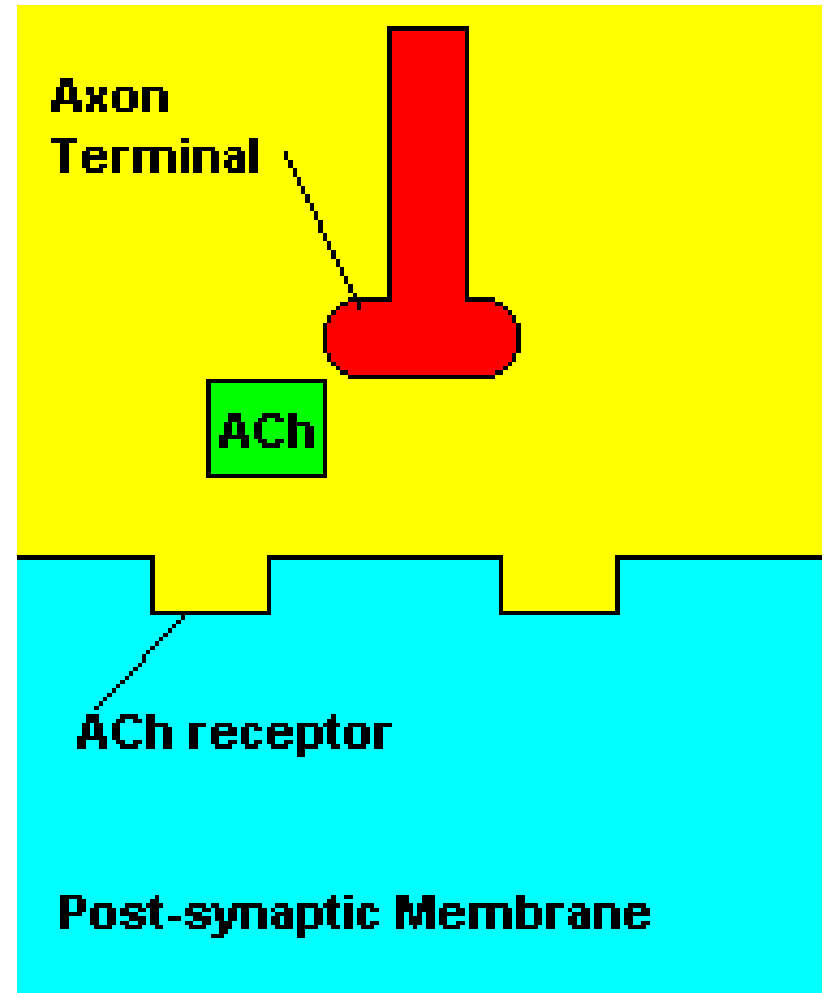 Axon
Terminal
ACh
ACh receptor
Post-synaptic Membrane